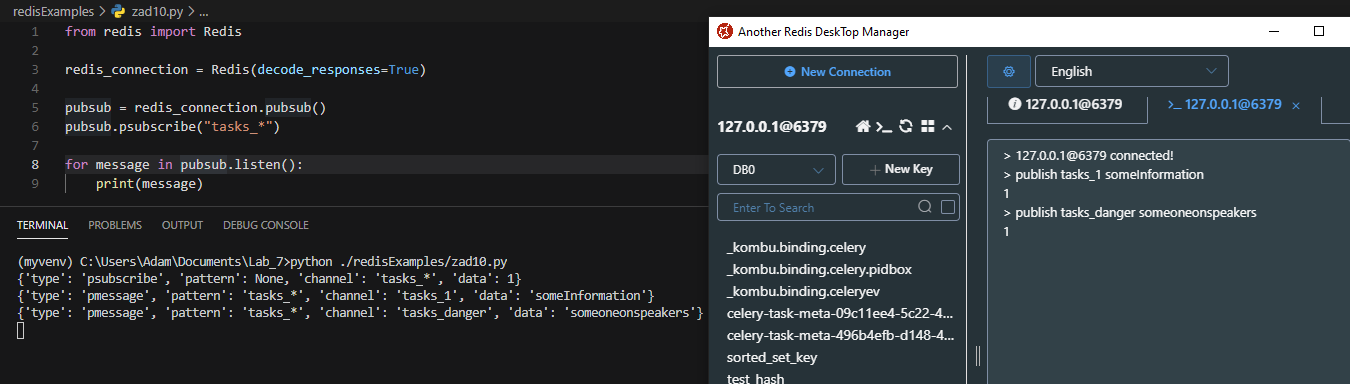 redisExamples > zad10.py > ...
1 from redis import Redis
2
3 redis_connection = Redis(decode_responses=True)
4
5 pubsub = redis_connection.pubsub()
6 pubsub.psubscribe("tasks_*")
7
8 for message in pubsub.listen():
9 print(message)
TERMINAL PROBLEMS OUTPUT DEBUG CONSOLE
(myvenv) C:\Users\Adam\Documents\Lab_7>python ./redisExamples/zad10.py
{'type': 'psubscribe', 'pattern': None, 'channel': 'tasks_*', 'data': 1}
{'type': 'pmessage', 'pattern': 'tasks_*', 'channel': 'tasks_1', 'data': 'someInformation'}
{'type': 'pmessage', 'pattern': 'tasks_*', 'channel': 'tasks_danger', 'data': 'someoneonspeakers'}
Another Redis DeskTop Manager
+ New Connection
127.0.0.1@6379
DB0
+ New Key
Enter To Search
_kombu.binding.celery
_kombu.binding.celery.pidbox
_kombu.binding.celeryev
celery-task-meta-09c11ee4-5c22-4...
celery-task-meta-496b4efb-d148-4...
sorted_set_key
test_hash
English
127.0.0.1@6379
>_ 127.0.0.1@6379 ×
> 127.0.0.1@6379 connected!
> publish tasks_1 someInformation
1
> publish tasks_danger someoneonspeakers
1